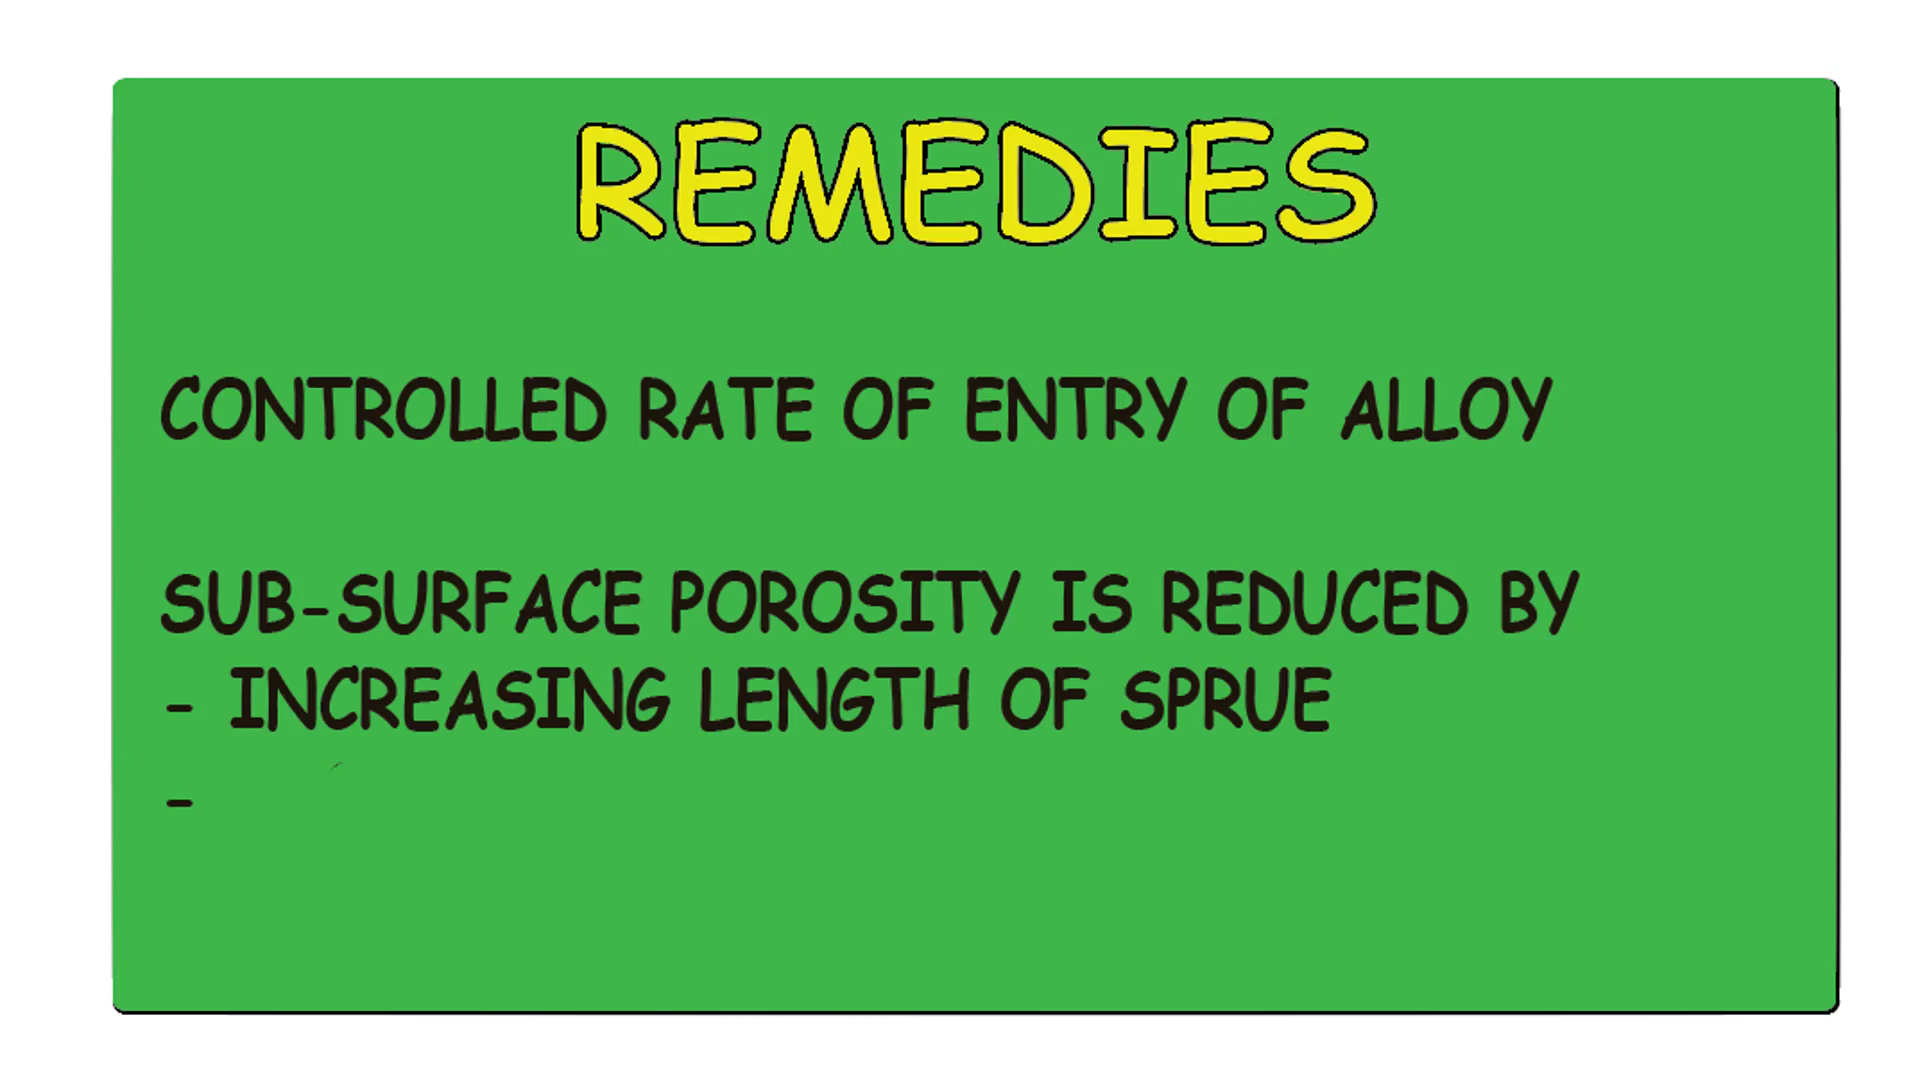 REMEDIES
CONTROLLED RATE OF ENTRY OF ALLOY
SUB-SURFACE POROSITY IS REDUCED BY
- INCREASING LENGTH OF SPRUE
-